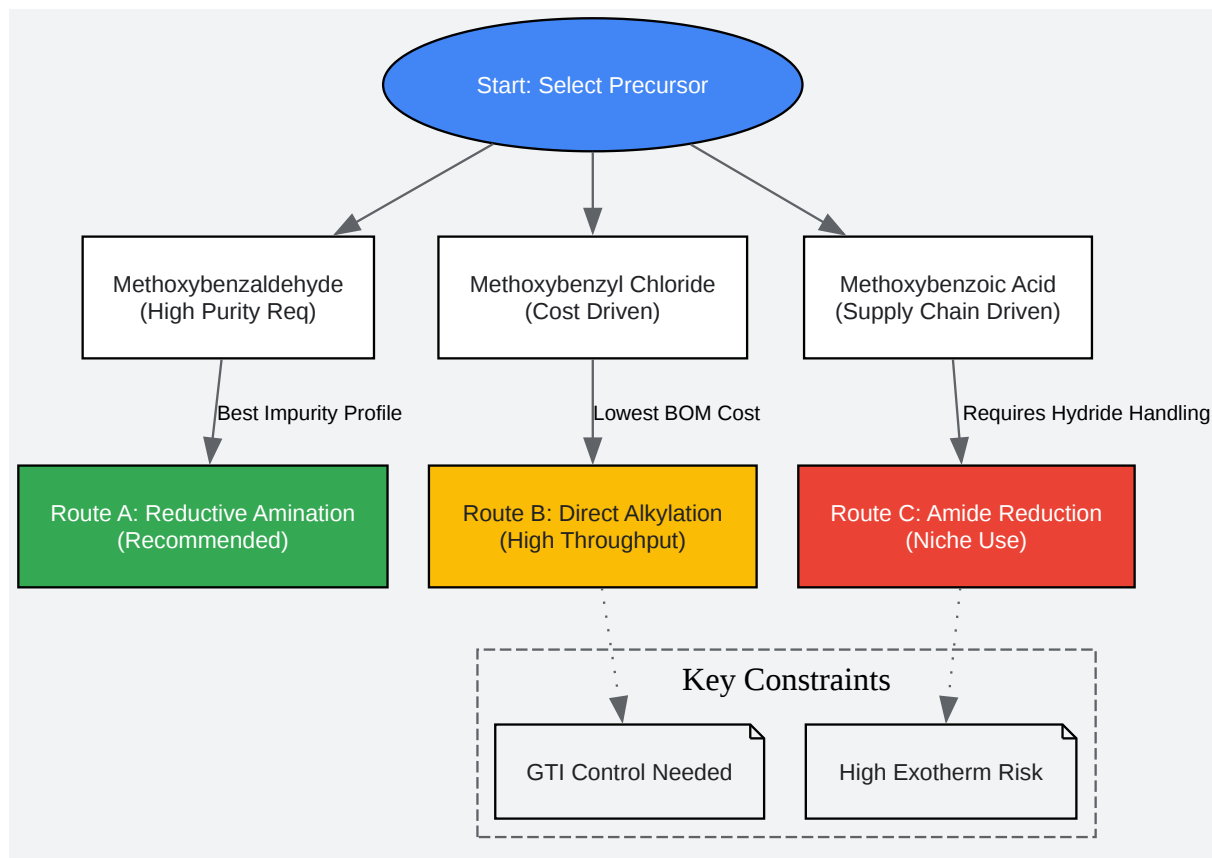 Start: Select Precursor
Methoxybenzaldehyde
(High Purity Req)
Methoxybenzyl Chloride
(Cost Driven)
Methoxybenzoic Acid
(Supply Chain Driven)
Best Impurity Profile
Lowest BOM Cost
Requires Hydride Handling
Route A: Reductive Amination
(Recommended)
Route B: Direct Alkylation
(High Throughput)
Route C: Amide Reduction
(Niche Use)
Key Constraints
GTI Control Needed
High Exotherm Risk